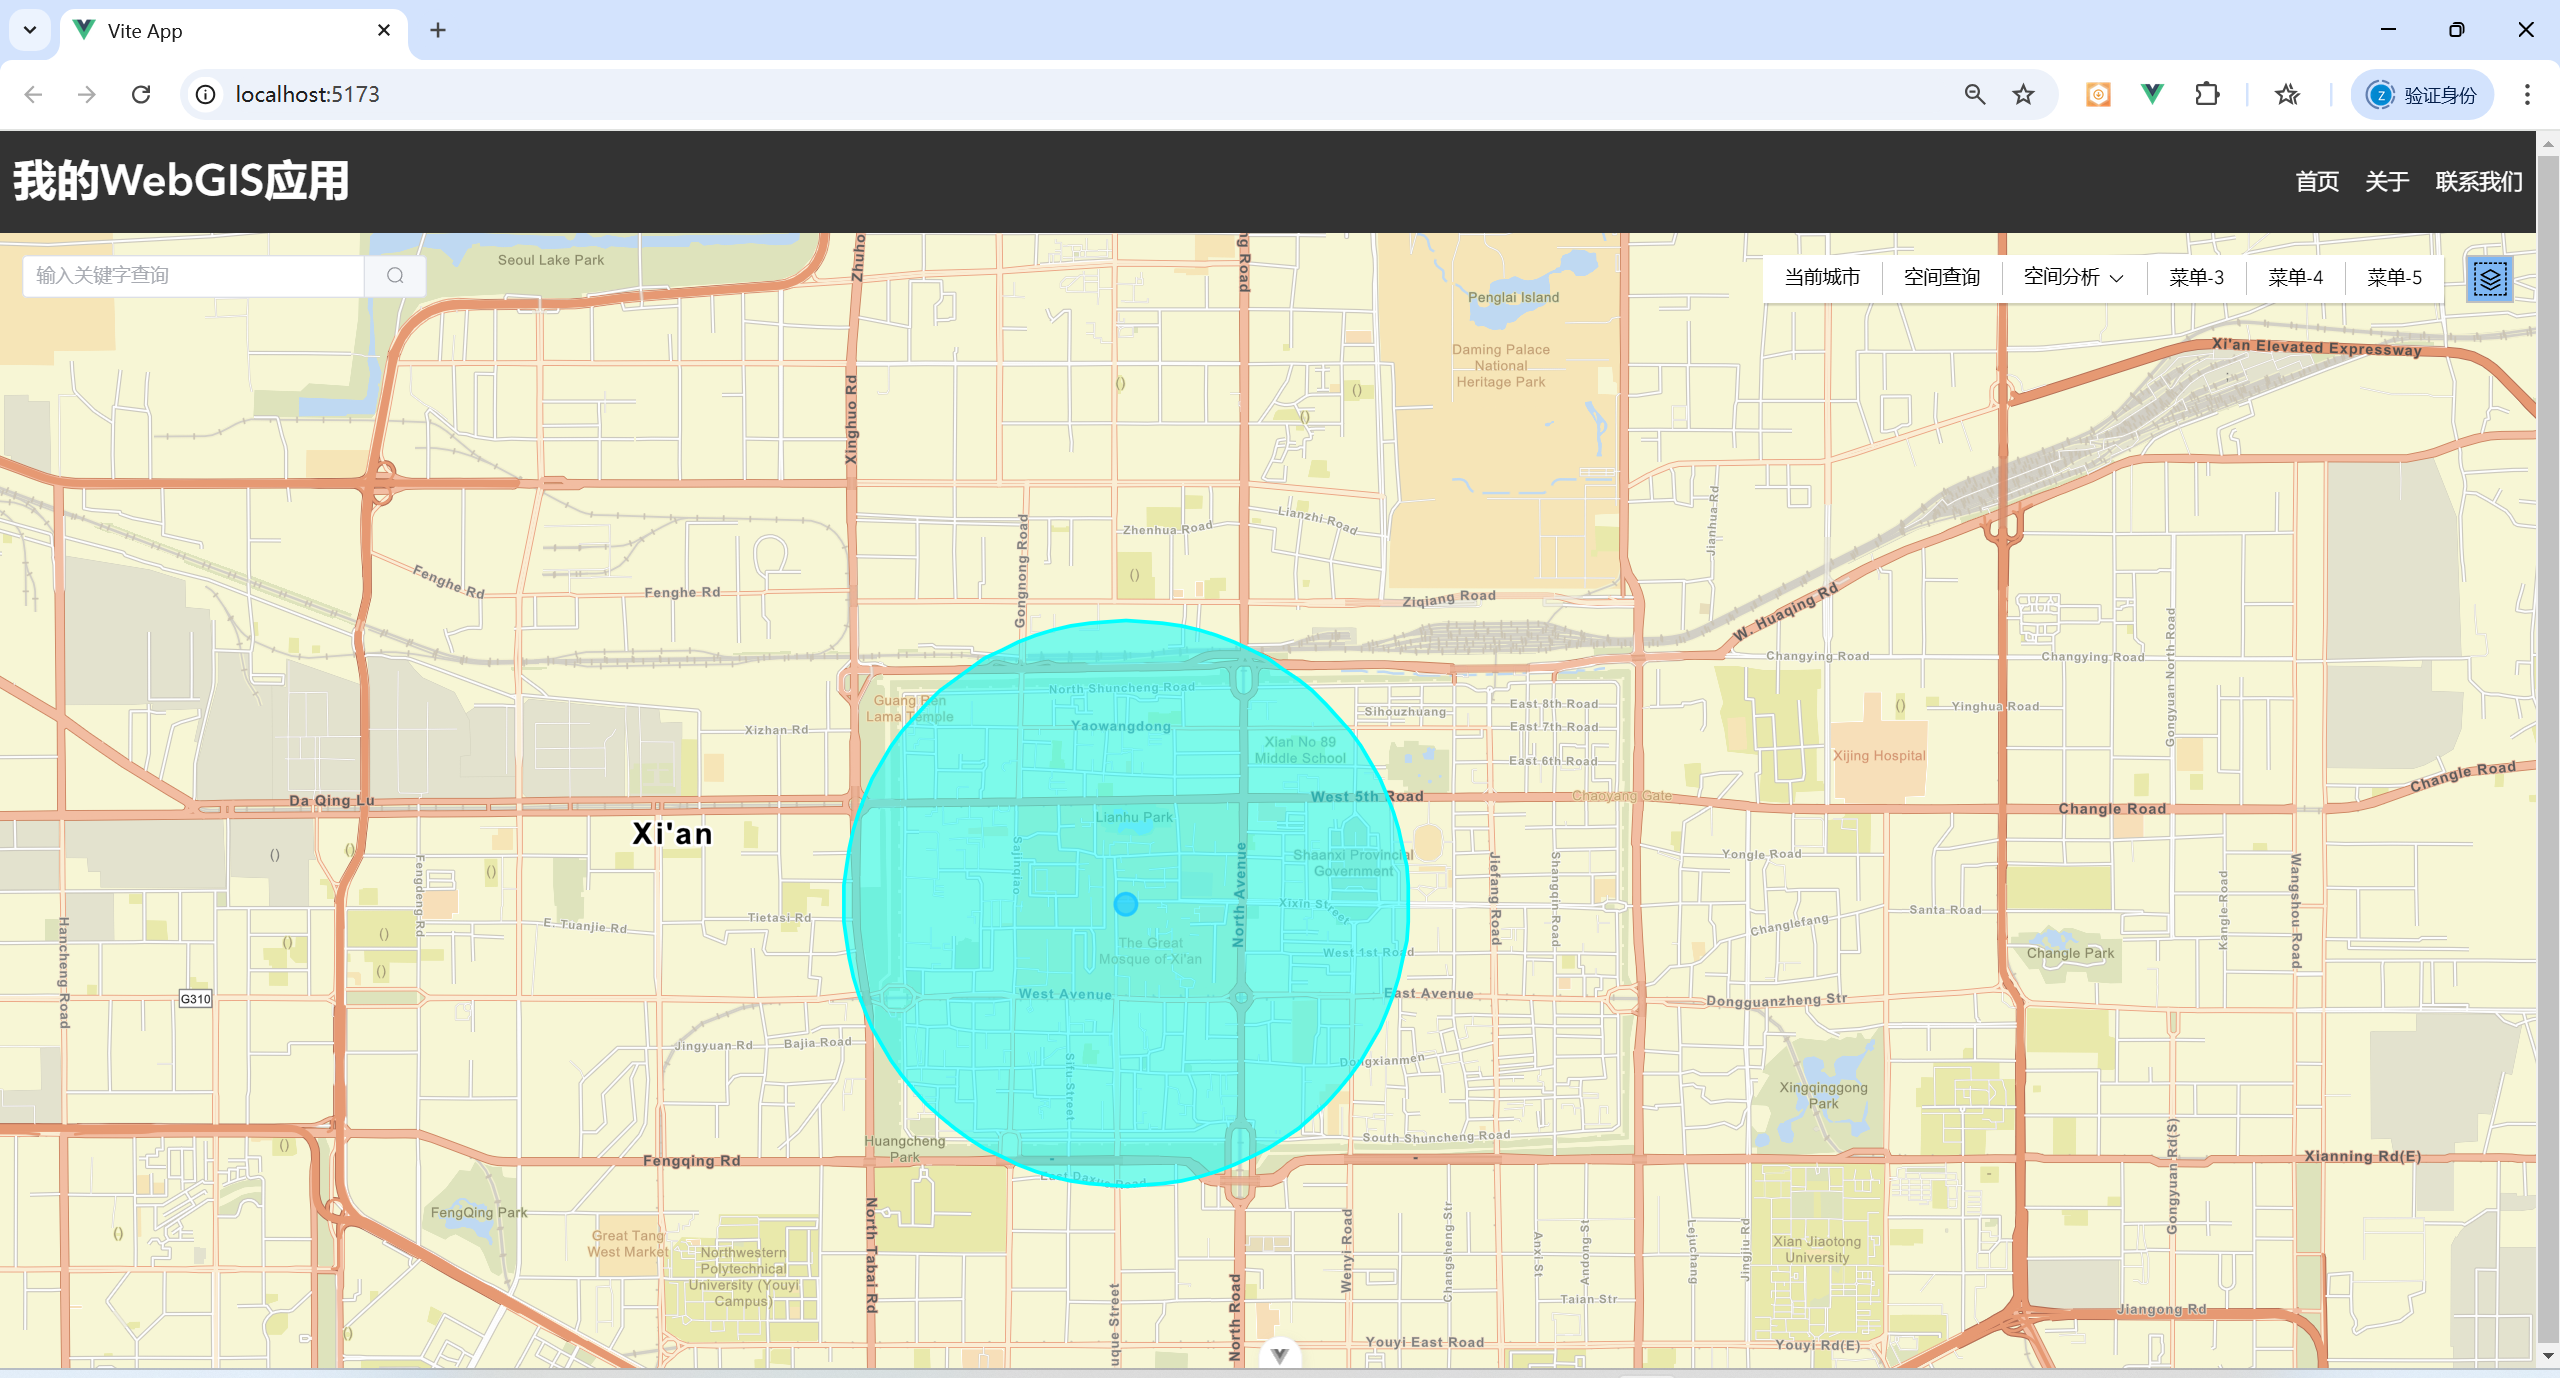 Vite App
localhost:5173
验证身份
我的WebGIS应用
首页 关于 联系我们
输入关键字查询
当前城市 空间查询 空间分析 菜单-3 菜单-4 菜单-5
Seoul Lake Park
Penglai Island
Daming Palace
National
Heritage Park
Xi'an Elevated Expressway
Xinghuo Rd
Zhuho
ng Road
Gongnong Road
Zhenhua Road
Lianzhi Road
Jianhua Rd
Fenghe Rd
Fenghe Rd
Ziqiang Road
W. Huaqing Rd
Changying Road
Changying Road
Gongyuan North Road
Guang Ren
Lama Temple
North Shuncheng Road
Yaowangdong
Sihouzhuang
East 8th Road
East 7th Road
East 6th Road
Yinghua Road
Xizhan Rd
Xian No 89
Middle School
Xijing Hospital
Changle Road
Da Qing Lu
West 5th Road
Chaoyang Gate
Changle Road
Xi'an
Lianhu Park
Sajinqiao
Shaanxi Provincial
Government
North Avenue
Jiefang Road
Shangqin Road
Yongle Road
Kangle Road
Wangshou Road
Fengdeng Rd
Hancheng Road
E. Tuanjie Rd
Tietasi Rd
Xixin Street
Changlefang
Santa Road
The Great
Mosque of Xi'an
West 1st Road
Changle Park
G310
West Avenue
East Avenue
Dongguanzheng Str
Jingyuan Rd
Bajia Road
Sifu Street
Dongxianmen
Xingqinggong
Park
Huangcheng
Park
South Shuncheng Road
Fengqing Rd
East Daxue Road
Xianning Rd(E)
Gongyuan Rd(S)
FengQing Park
North Taibai Rd
Great Tang
West Market
Northwestern
Polytechnical
University (Youyi
Campus)
Wenyi Road
Changsheng Str
Anxi St
Andong St
Lejuchang
Jingjiu Rd
Xian Jiaotong
University
uque Street
North Road
Taian Str
Jiangong Rd
Youyi East Road
Youyi Rd(E)